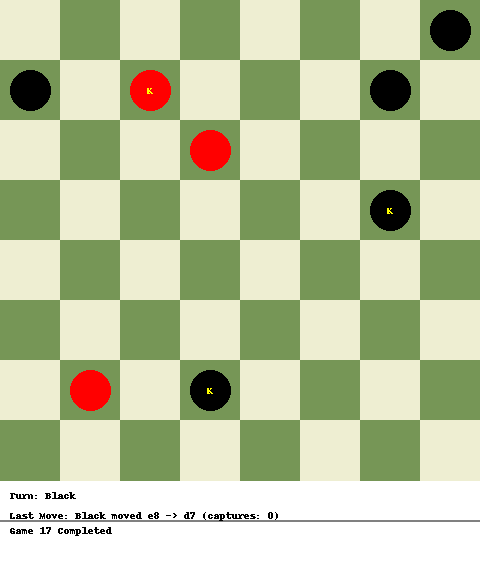 K
K
K
Turn: Black
Last Move: Black moved e8 -> d7 (captures: 0)
Game 17 Completed